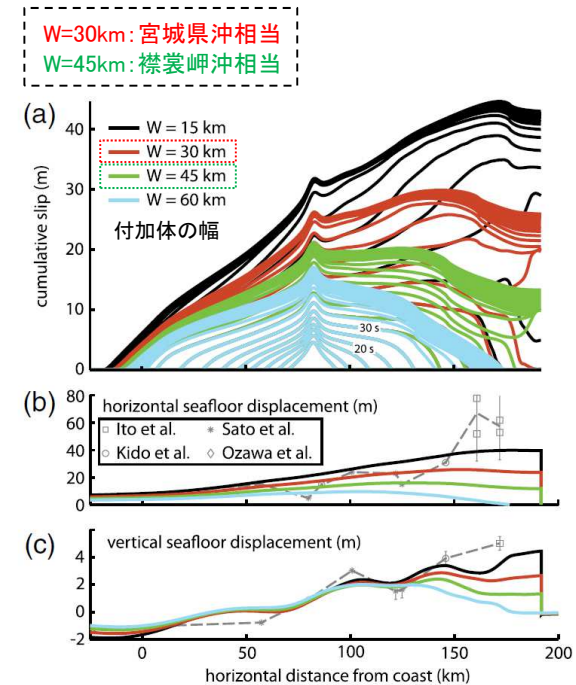 W=30km：宮城県沖相当
W=45km：襟裳岬沖相当
(a)
40
30
20
10
0
cumulative slip (m)
W = 15 km
W = 30 km
W = 45 km
W = 60 km
付加体の幅
30 s
20 s
(b)
80
60
40
20
0
horizontal seafloor displacement (m)
Ito et al.
Sato et al.
Kido et al.
Ozawa et al.
(c)
4
2
0
-2
vertical seafloor displacement (m)
0
50
100
150
200
horizontal distance from coast (km)